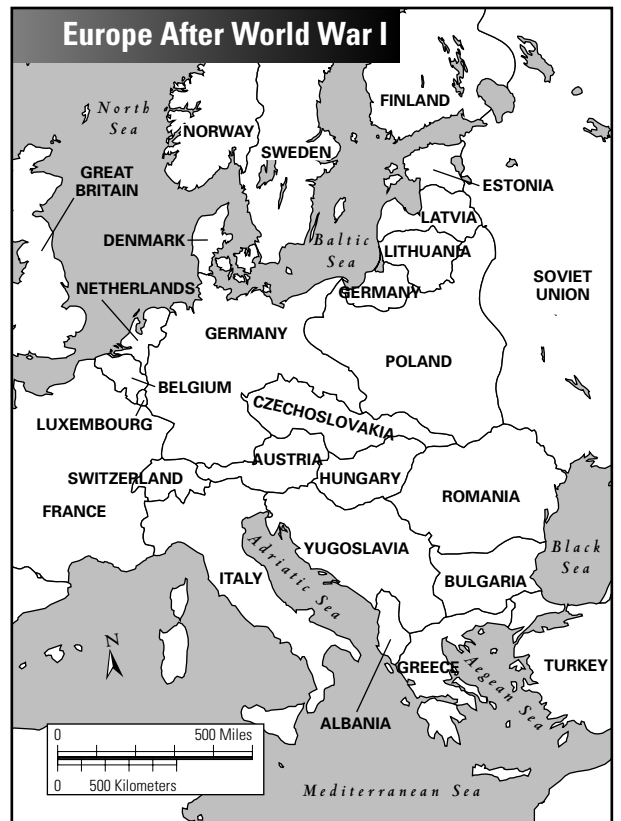 Europe After World War I
North
Sea
FINLAND
NORWAY
SWEDEN
GREAT
BRITAIN
ESTONIA
LATVIA
DENMARK
Baltic
Sea
LITHUANIA
NETHERLANDS
GERMANY
SOVIET
UNION
GERMANY
POLAND
BELGIUM
CZECHOSLOVAKIA
LUXEMBOURG
AUSTRIA
SWITZERLAND
HUNGARY
ROMANIA
FRANCE
Adriatic Sea
YUGOSLAVIA
Black
Sea
ITALY
BULGARIA
N
GREECE
Aegean Sea
TURKEY
ALBANIA
0 500 Miles
0 500 Kilometers
Mediterranean Sea